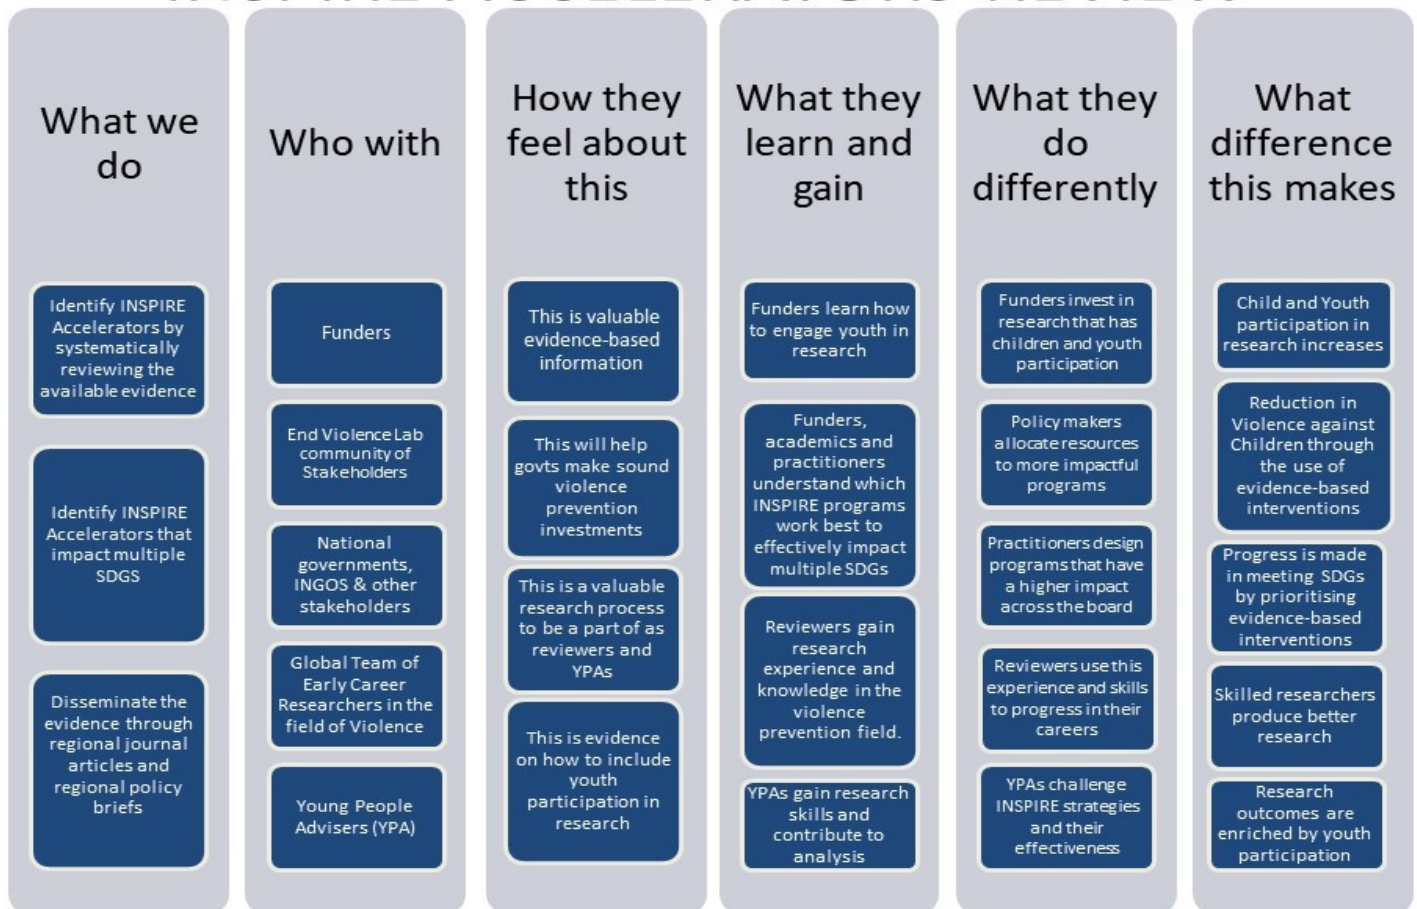 What we
do
Identify INSPIRE
Accelerators by
systematically
reviewing the
available evidence
Identify INSPIRE
Accelerators that
impact multiple
SDGS
Disseminate the
evidence through
regional journal
articles and
regional policy
briefs
Who with
Funders
End Violence Lab
community of
Stakeholders
National
governments,
INGOS & other
stakeholders
Global Team of
Early Career
Researchers in the
field of Violence
Young People
Advisers (YPA)
How they
feel about
this
This is valuable
evidence-based
information
This will help
govts make sound
violence
prevention
investments
This is a valuable
research process
to be a part of as
reviewers and
YPAs
This is evidence
on how to include
youth
participation in
research
What they
learn and
gain
Funders learn how
to engage youth in
research
Funders,
academics and
practitioners
understand which
INSPIRE programs
work best to
effectively impact
multiple SDGs
Reviewers gain
research
experience and
knowledge in the
violence
prevention field.
YPAs gain research
skills and
contribute to
analysis
What they
do
differently
Funders invest in
research that has
children and youth
participation
Policy makers
allocate resources
to more impactful
programs
Practitioners design
programs that have
a higher impact
across the board
Reviewers use this
experience and skills
to progress in their
careers
YPAs challenge
INSPIRE strategies
and their
effectiveness
What
difference
this makes
Child and Youth
participation in
research increases
Reduction in
Violence against
Children through
the use of
evidence-based
interventions
Progress is made
in meeting SDGs
by prioritising
evidence-based
interventions
Skilled researchers
produce better
research
Research
outcomes are
enriched by youth
participation